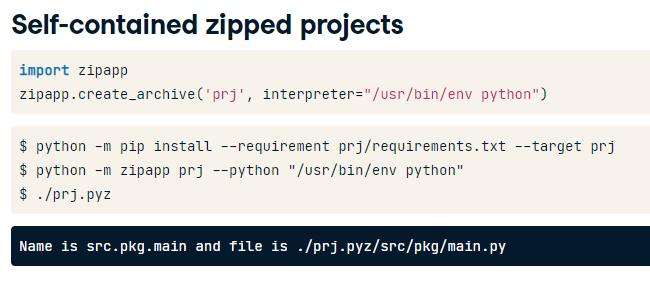 Self-contained zipped projects
import zipapp
zipapp.create_archive('prj', interpreter="/usr/bin/env python")
$ python -m pip install --requirement prj/requirements.txt --target prj
$ python -m zipapp prj --python "/usr/bin/env python"
$ ./prj.pyz
Name is src.pkg.main and file is ./prj.pyz/src/pkg/main.py